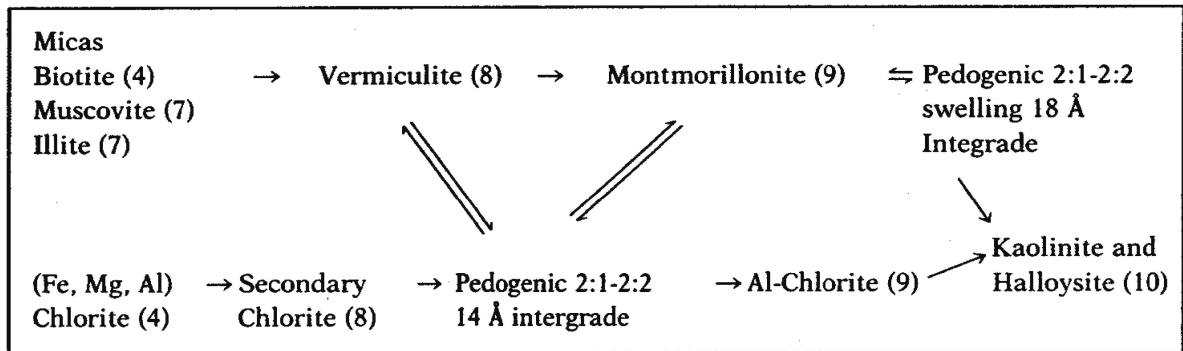 Micas
Biotite (4) → Vermiculite (8) → Montmorillonite (9) ⇋ Pedogenic 2:1-2:2
Muscovite (7) swelling 18 Å
Illite (7) Integrade
Kaolinite and
(Fe, Mg, Al) → Secondary → Pedogenic 2:1-2:2 → Al-Chlorite (9) Halloysite (10)
Chlorite (4) Chlorite (8) 14 Å intergrade